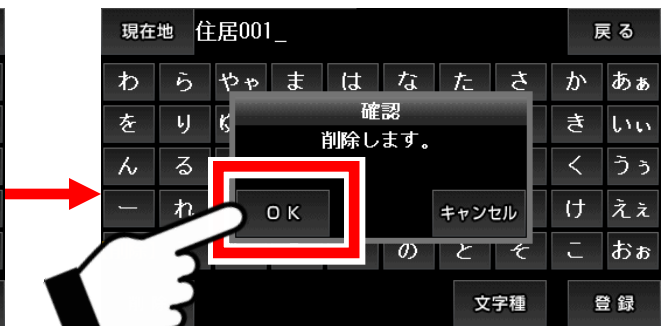 現在地 住居001_ 戻る
わ ら やゃ ま は な た さ か あぁ
を り き いぃ
ん る く うぅ
ー れ け えぇ
の と そ こ おぉ
確認
削除します。
OK キャンセル
文字種 登録